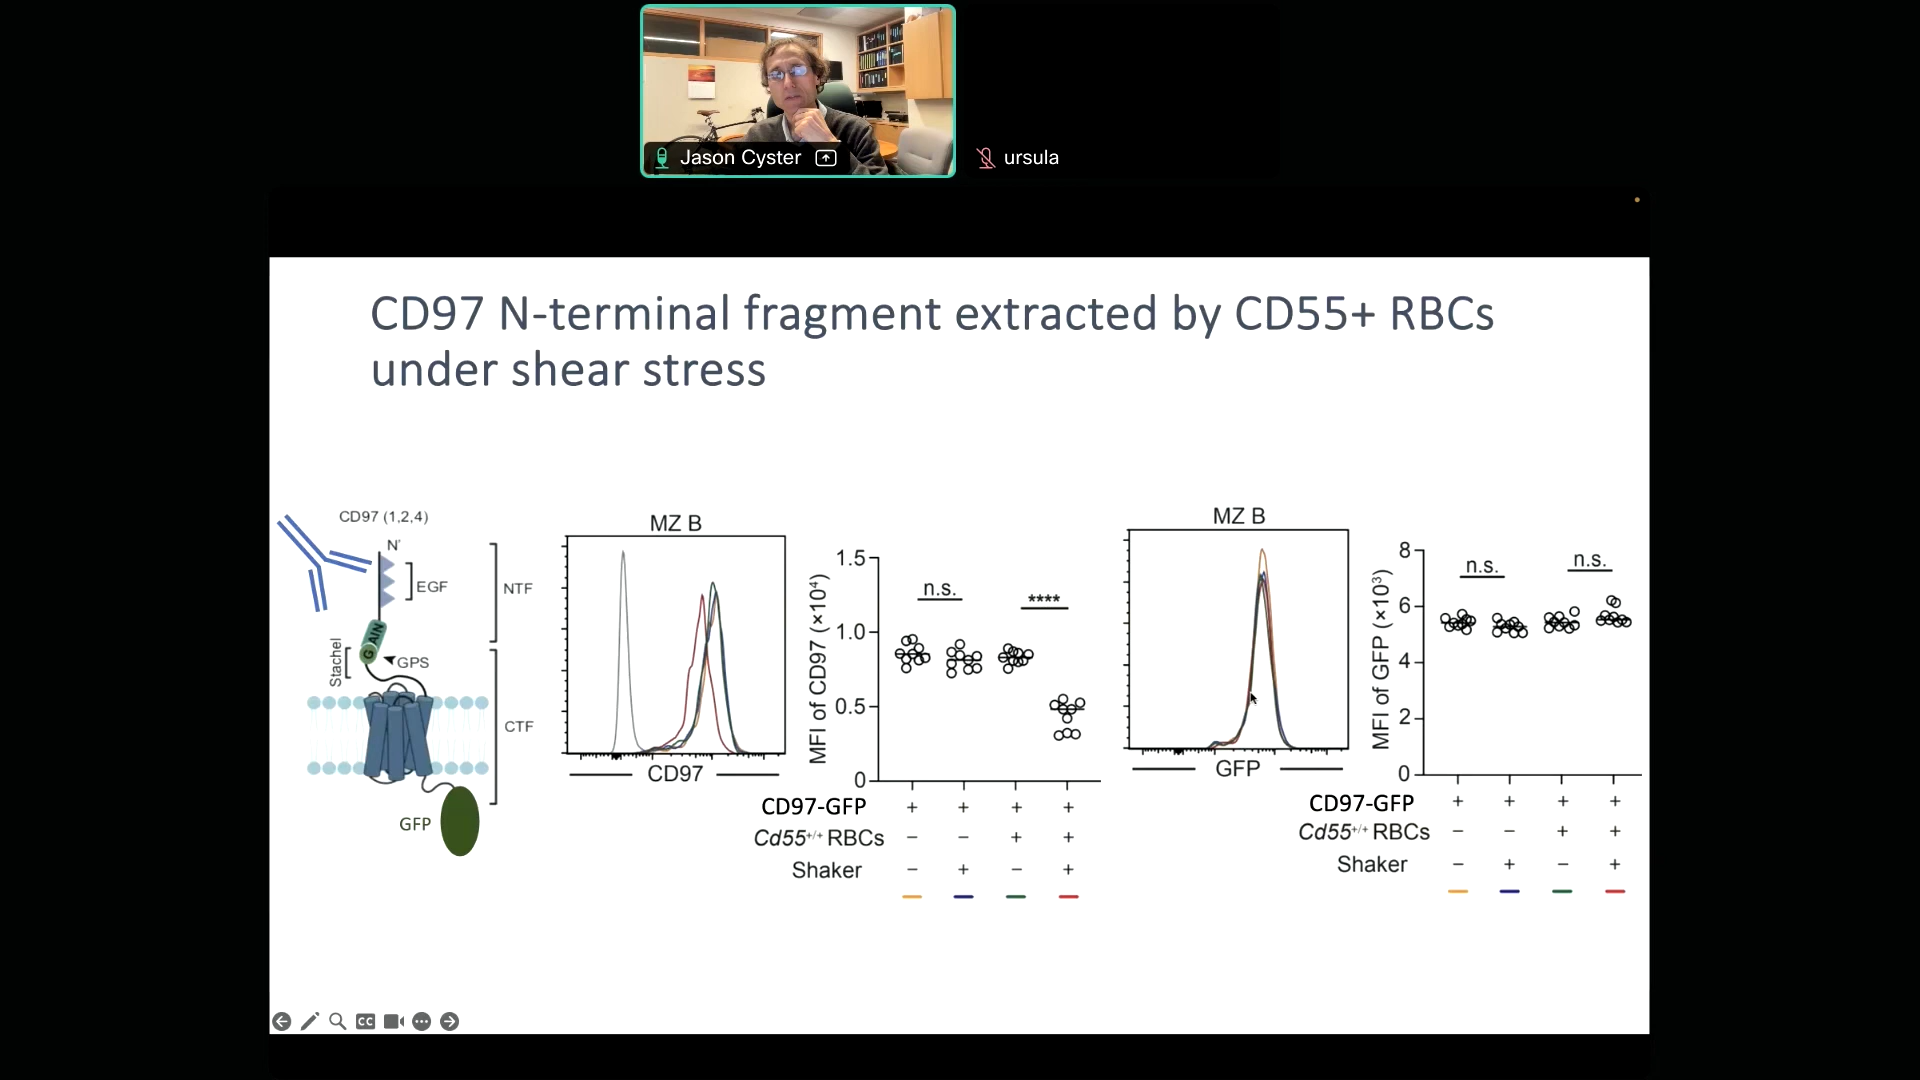 Jason Cyster
ursula
CD97 N-terminal fragment extracted by CD55+ RBCs
under shear stress
CD97 (1,2,4)
N'
EGF
NTF
AIN
G
Stachel
GPS
CTF
GFP
MZ B
CD97
MFI of CD97 (×10⁴)
1.5
1.0
0.5
0
n.s.
****
CD97-GFP + + + +
Cd55+/+ RBCs − − + +
Shaker − + − +
MZ B
GFP
MFI of GFP (×10³)
8
6
4
2
0
n.s.
n.s.
CD97-GFP + + + +
Cd55+/+ RBCs − − + +
Shaker − + − +
CC